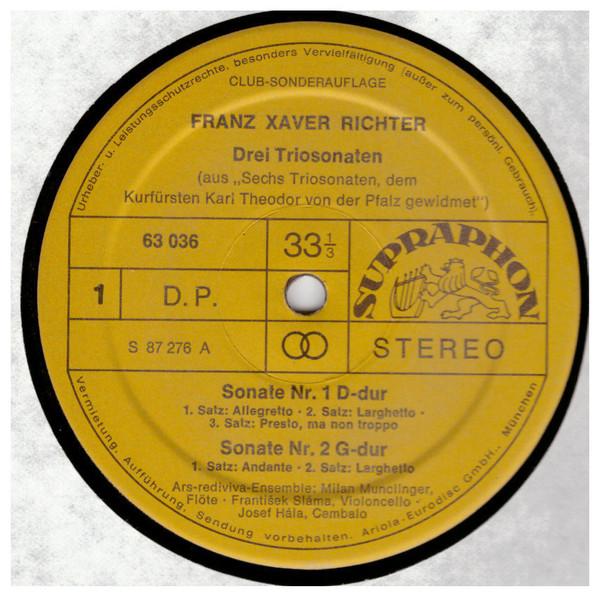 Urheber- u. Leistungsschutzrechte, besonders Vervielfältigung (außer zum persönl. Gebrauch),
CLUB-SONDERAUFLAGE
FRANZ XAVER RICHTER
Drei Triosonaten
(aus „Sechs Triosonaten, dem
Kurfürsten Karl Theodor von der Pfalz gewidmet")
63 036
33 1/3
SUPRAPHON
1
D.P.
S 87 276 A
STEREO
Sonate Nr. 1 D-dur
1. Satz: Allegretto · 2. Satz: Larghetto ·
3. Satz: Presto, ma non troppo
Sonate Nr. 2 G-dur
1. Satz: Andante · 2. Satz: Larghetto
Ars-rediviva-Ensemble: Milan Munclinger,
Flöte · František Sláma, Violoncello ·
Josef Hála, Cembalo
Vermietung, Aufführung, Sendung vorbehalten. Ariola-Eurodisc GmbH., München